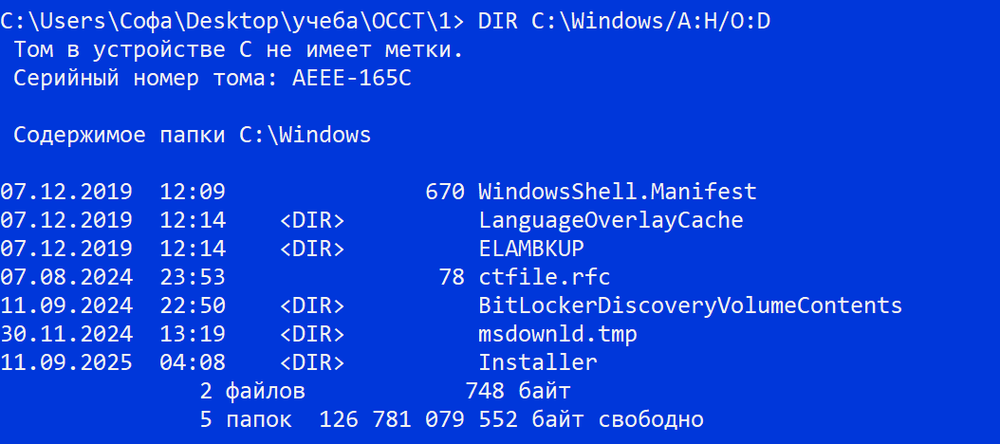 C:\Users\Софа\Desktop\учеба\ОССТ\1> DIR C:\Windows/A:H/O:D
Том в устройстве C не имеет метки.
Серийный номер тома: AEEE-165C
Содержимое папки C:\Windows
07.12.2019  12:09               670 WindowsShell.Manifest
07.12.2019  12:14    <DIR>          LanguageOverlayCache
07.12.2019  12:14    <DIR>          ELAMBKUP
07.08.2024  23:53                78 ctfile.rfc
11.09.2024  22:50    <DIR>          BitLockerDiscoveryVolumeContents
30.11.2024  13:19    <DIR>          msdownld.tmp
11.09.2025  04:08    <DIR>          Installer
2 файлов            748 байт
5 папок  126 781 079 552 байт свободно